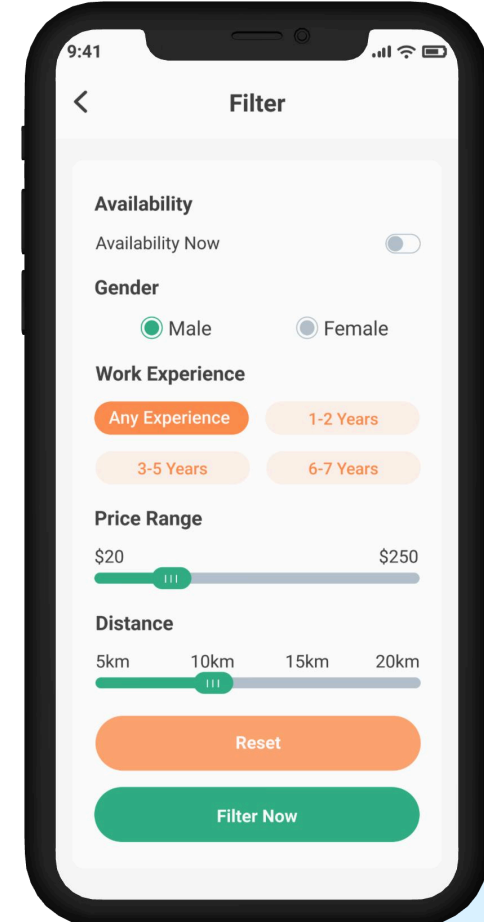 9:41
Filter
Availability
Availability Now
Gender
Male Female
Work Experience
Any Experience 1-2 Years
3-5 Years 6-7 Years
Price Range
$20 $250
Distance
5km 10km 15km 20km
Reset
Filter Now